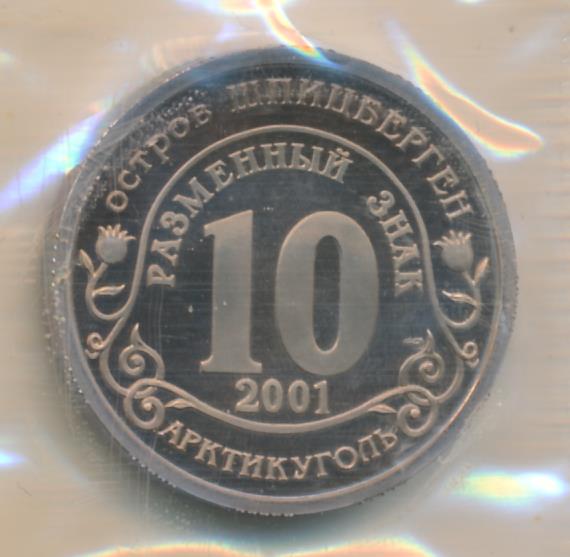 ОСТРОВ ШПИЦБЕРГЕН
РАЗМЕННЫЙ ЗНАК
10
2001
АРКТИКУГОЛЬ